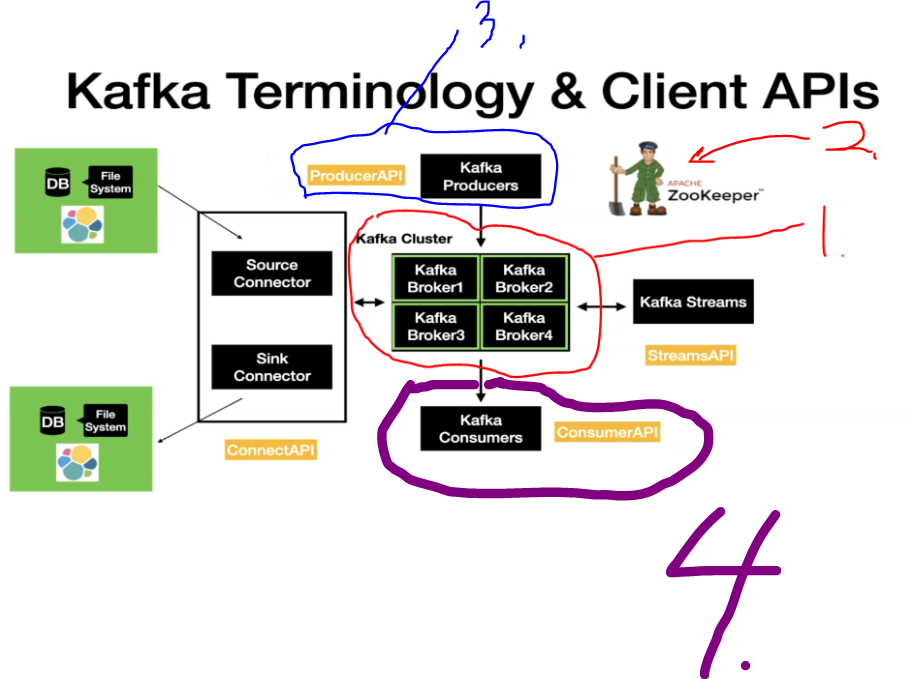 3.
Kafka Terminology & Client APIs
DB
File
System
ProducerAPI
Kafka
Producers
2.
APACHE
ZooKeeper™
1.
Kafka Cluster
Source
Connector
Kafka
Broker1
Kafka
Broker2
Kafka
Broker3
Kafka
Broker4
Kafka Streams
StreamsAPI
Sink
Connector
ConnectAPI
DB
File
System
Kafka
Consumers
ConsumerAPI
4.